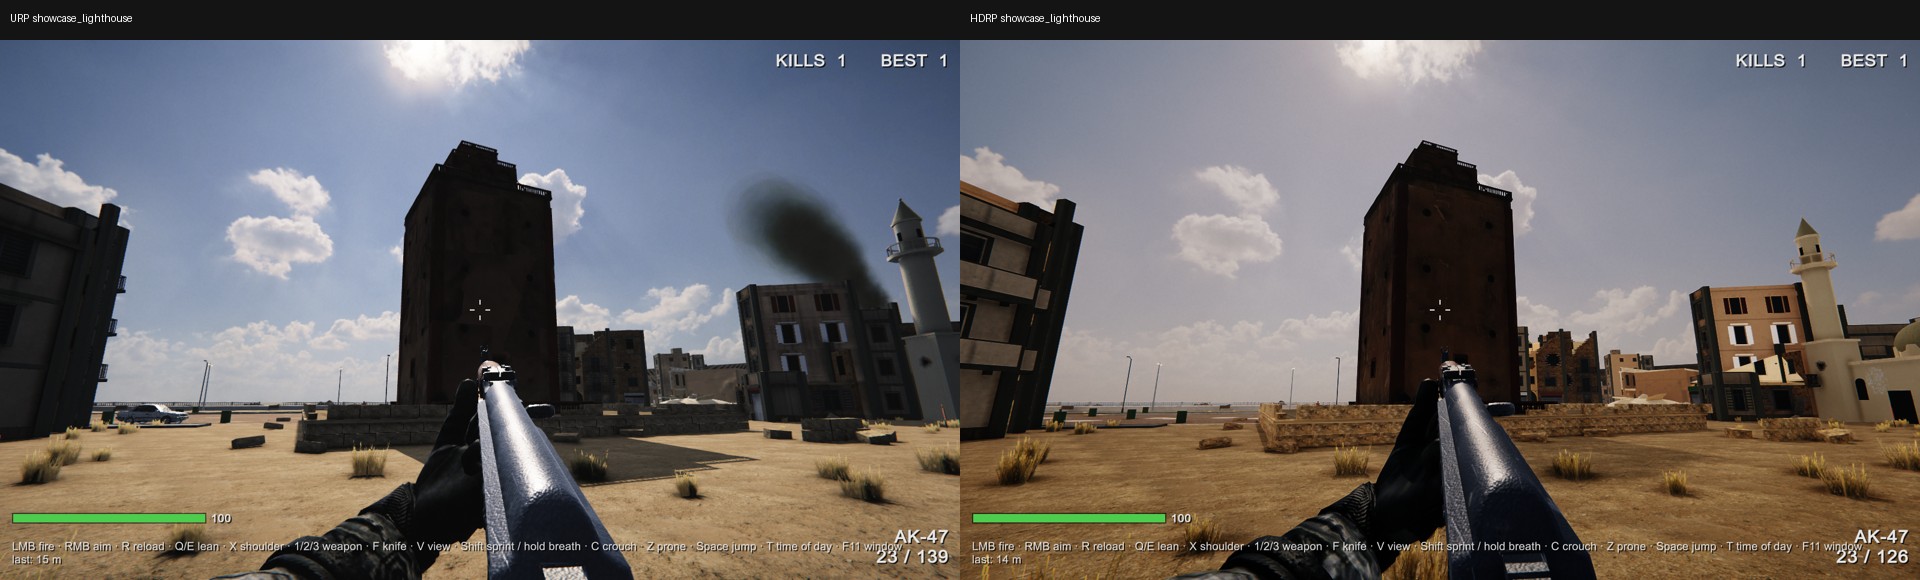 URP showcase_lighthouse
HDRP showcase_lighthouse
KILLS 1 BEST 1
KILLS 1 BEST 1
100
100
AK-47
AK-47
LMB fire · RMB aim · R reload · Q/E lean · X shoulder · 1/2/3 weapon · F knife · V view · Shift sprint / hold breath · C crouch · Z prone · Space jump · T time of day · F11 window
LMB fire · RMB aim · R reload · Q/E lean · X shoulder · 1/2/3 weapon · F knife · V view · Shift sprint / hold breath · C crouch · Z prone · Space jump · T time of day · F11 window
last: 15 m
23 / 139
last: 14 m
23 / 126